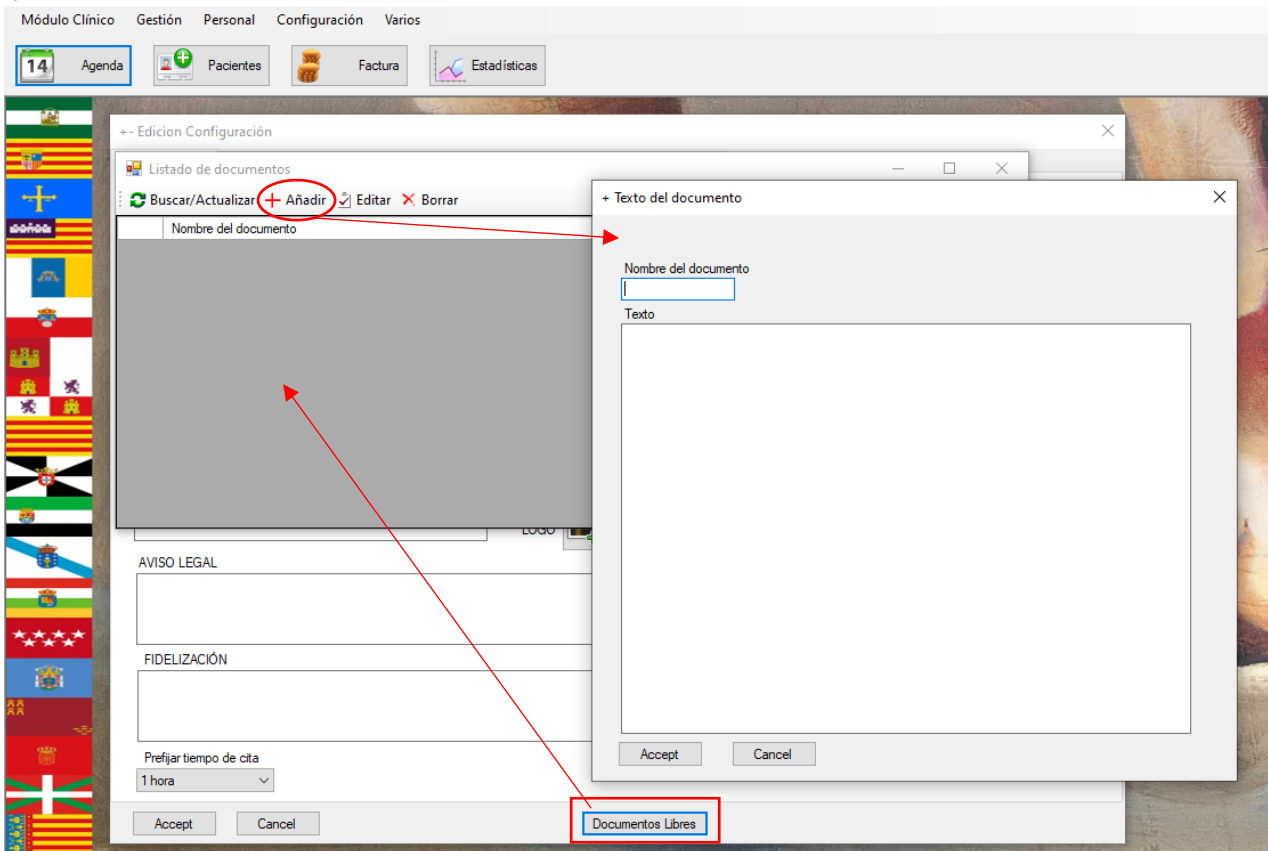 Módulo Clínico Gestión Personal Configuración Varios
14 Agenda Pacientes Factura Estadísticas
+- Edicion Configuración
Listado de documentos
Buscar/Actualizar Añadir Editar Borrar
Nombre del documento
+ Texto del documento
Nombre del documento
Texto
LOGO
AVISO LEGAL
FIDELIZACIÓN
Prefijar tiempo de cita
1 hora
Accept Cancel
Accept Cancel Documentos Libres